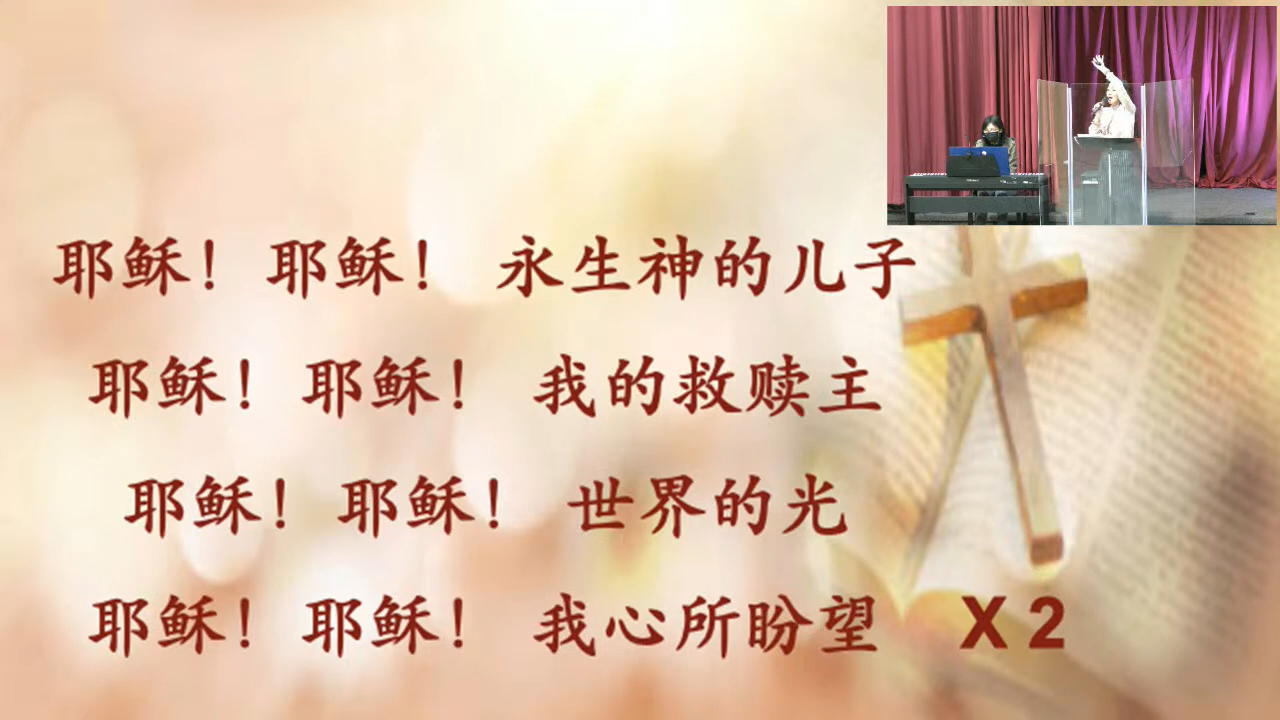 耶稣！ 耶稣！ 永生神的儿子
耶稣！ 耶稣！ 我的救赎主
耶稣！ 耶稣！ 世界的光
耶稣！ 耶稣！ 我心所盼望 X 2